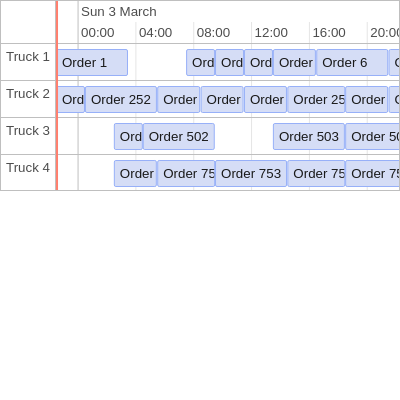 Sun 3 March
00:00 04:00 08:00 12:00 16:00 20:00
Truck 1 Order 1 Ord Ord Ord Order Order 6
Truck 2 Ord Order 252 Order Order Order Order 25 Order
Truck 3 Ord Order 502 Order 503 Order 50
Truck 4 Order Order 75 Order 753 Order 75 Order 75